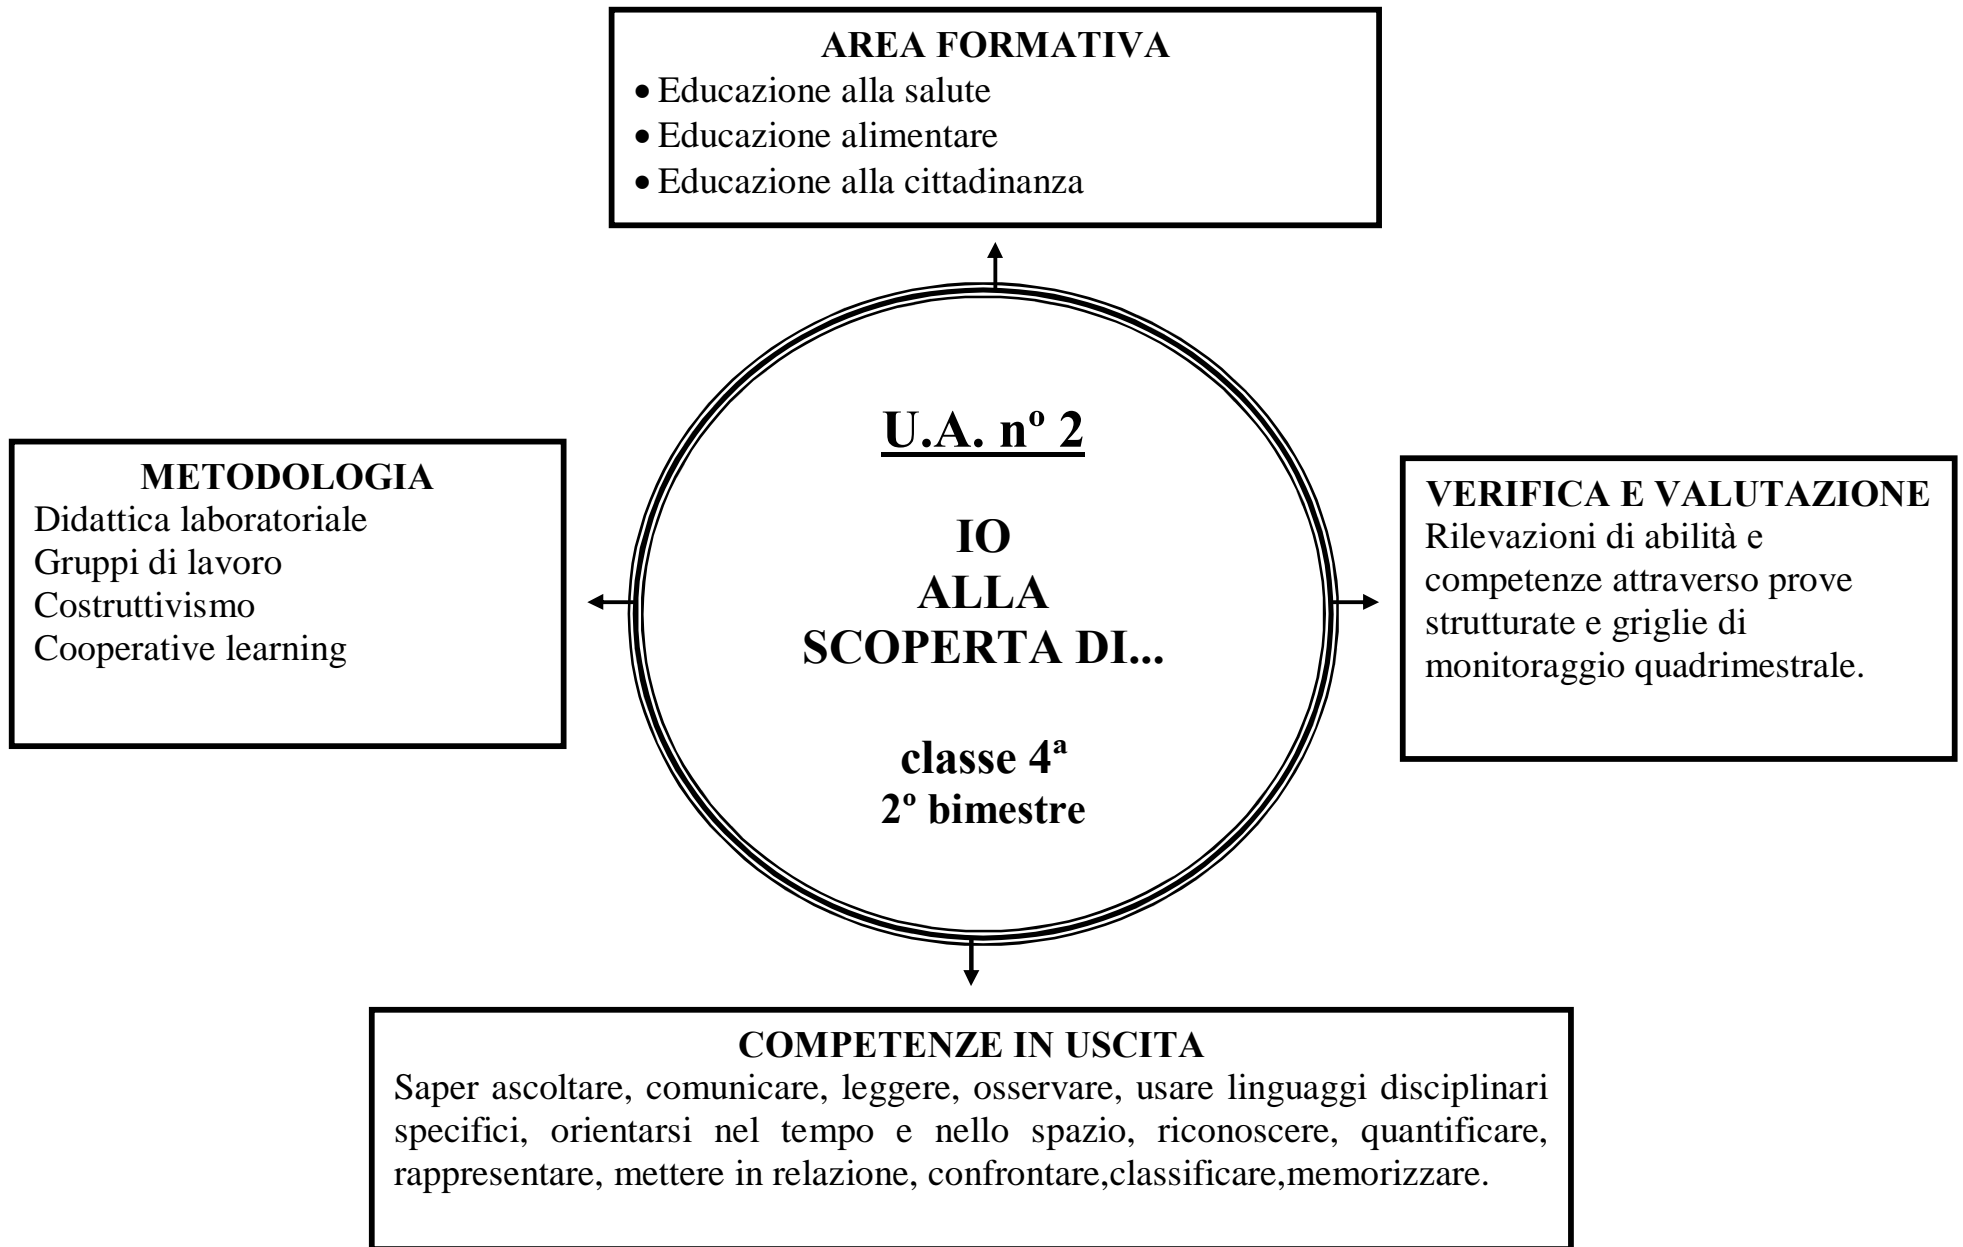 AREA FORMATIVA
• Educazione alla salute
• Educazione alimentare
• Educazione alla cittadinanza
METODOLOGIA
Didattica laboratoriale
Gruppi di lavoro
Costruttivismo
Cooperative learning
U.A. nº 2
IO
ALLA
SCOPERTA DI...
classe 4ª
2º bimestre
VERIFICA E VALUTAZIONE
Rilevazioni di abilità e
competenze attraverso prove
strutturate e griglie di
monitoraggio quadrimestrale.
COMPETENZE IN USCITA
Saper ascoltare, comunicare, leggere, osservare, usare linguaggi disciplinari
specifici, orientarsi nel tempo e nello spazio, riconoscere, quantificare,
rappresentare, mettere in relazione, confrontare,classificare,memorizzare.